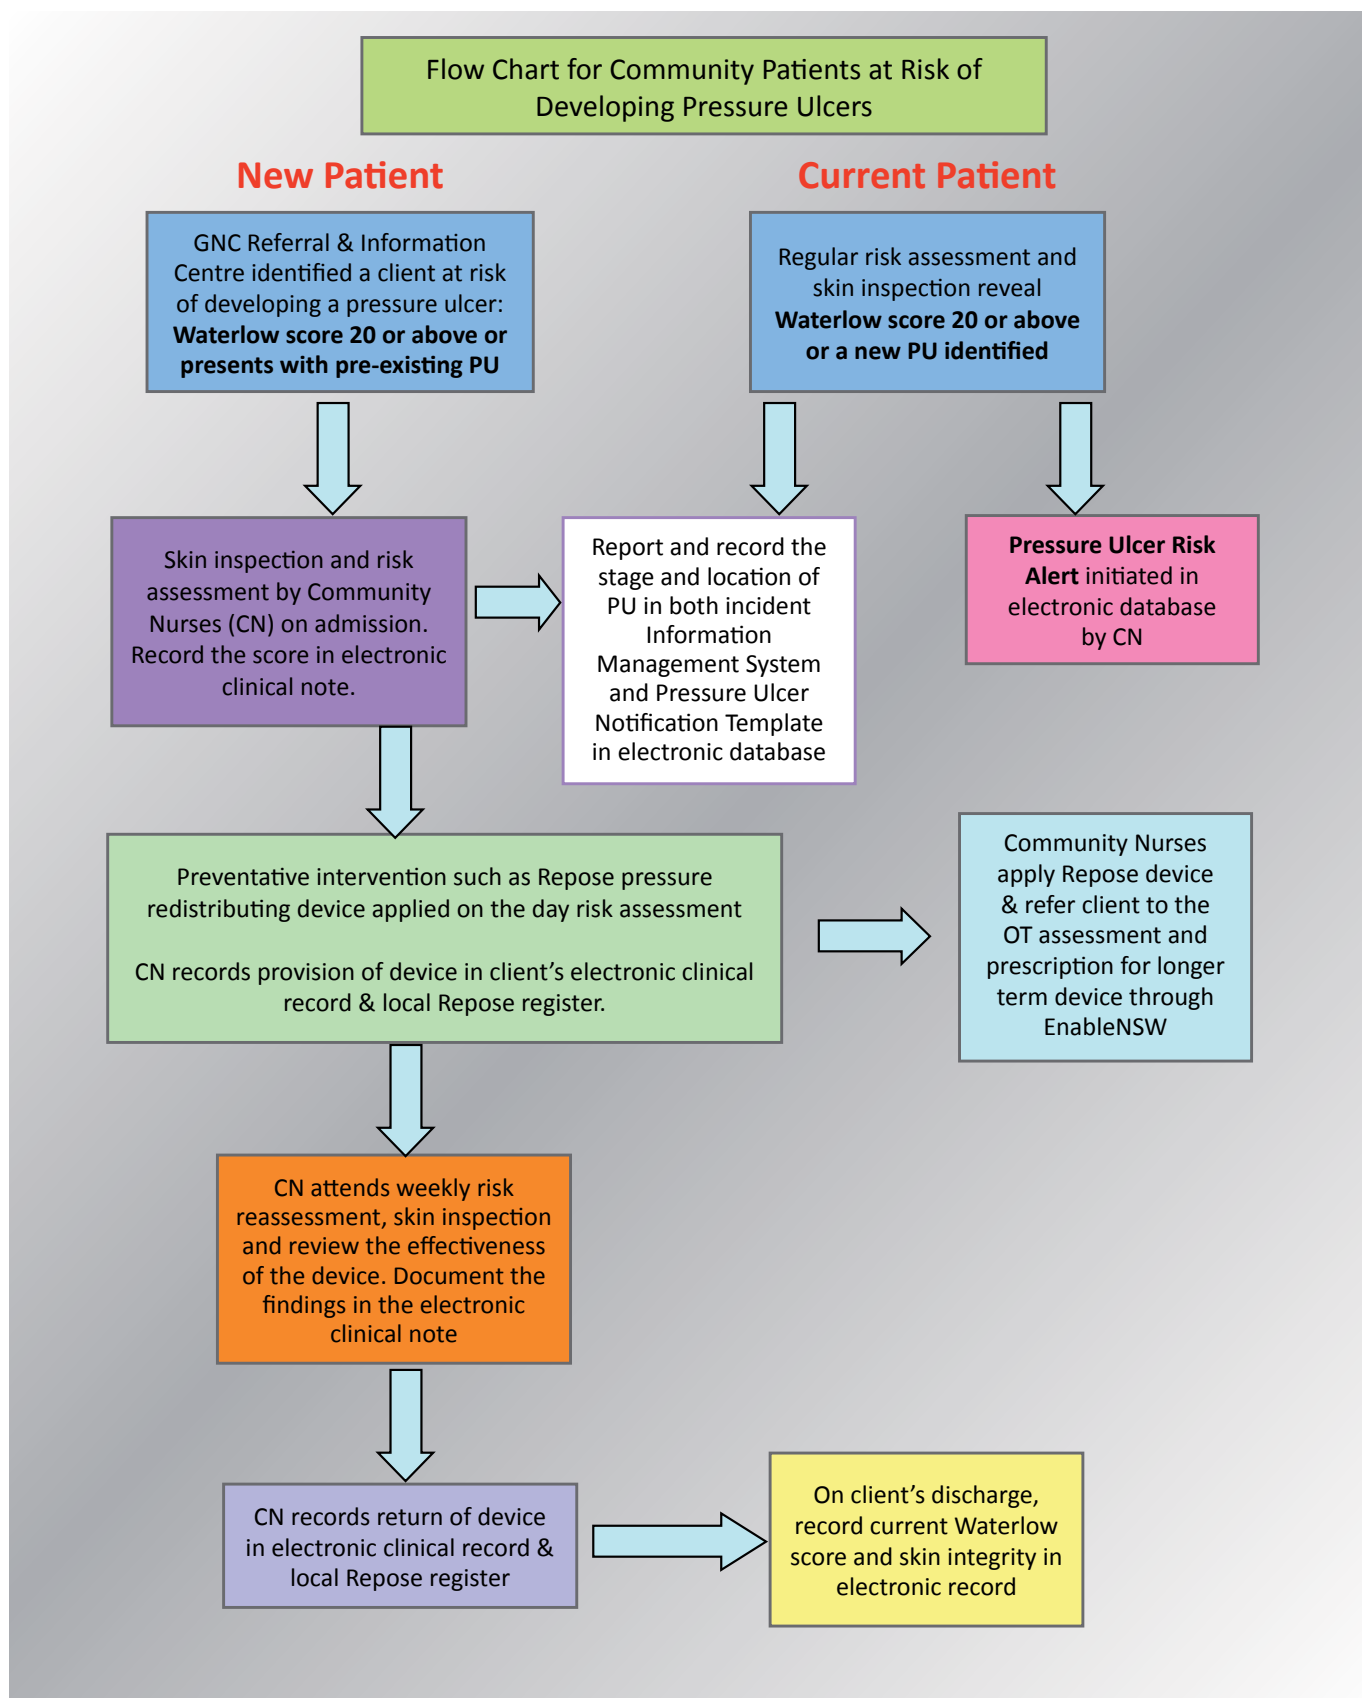 Flow Chart for Community Patients at Risk of
Developing Pressure Ulcers
New Patient
Current Patient
GNC Referral & Information
Centre identified a client at risk
of developing a pressure ulcer:
Waterlow score 20 or above or
presents with pre-existing PU
Regular risk assessment and
skin inspection reveal
Waterlow score 20 or above
or a new PU identified
Skin inspection and risk
assessment by Community
Nurses (CN) on admission.
Record the score in electronic
clinical note.
Report and record the
stage and location of
PU in both incident
Information
Management System
and Pressure Ulcer
Notification Template
in electronic database
Pressure Ulcer Risk
Alert initiated in
electronic database
by CN
Preventative intervention such as Repose pressure
redistributing device applied on the day risk assessment
CN records provision of device in client’s electronic clinical
record & local Repose register.
Community Nurses
apply Repose device
& refer client to the
OT assessment and
prescription for longer
term device through
EnableNSW
CN attends weekly risk
reassessment, skin inspection
and review the effectiveness
of the device. Document the
findings in the electronic
clinical note
CN records return of device
in electronic clinical record &
local Repose register
On client’s discharge,
record current Waterlow
score and skin integrity in
electronic record